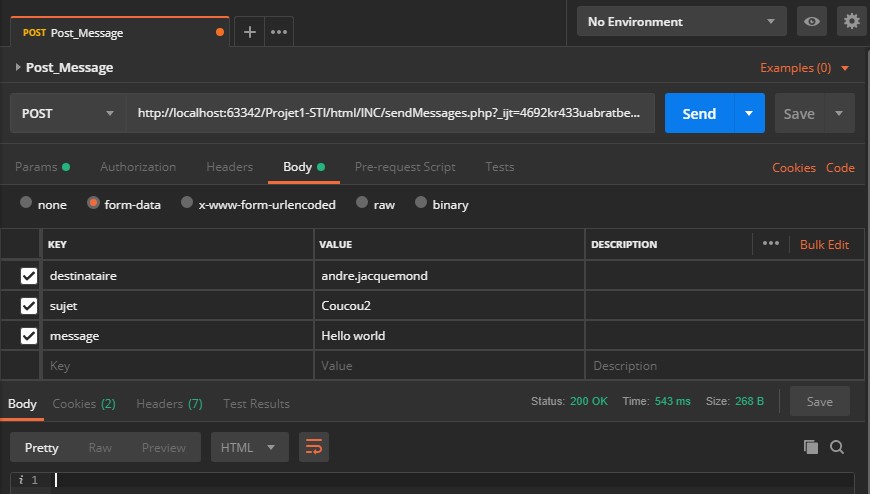 POST Post_Message + ••• No Environment
Post_Message Examples (0)
POST http://localhost:63342/Projet1-STI/html/INC/sendMessages.php?_ijt=4692kr433uabratbe... Send Save
Params Authorization Headers Body Pre-request Script Tests Cookies Code
none form-data x-www-form-urlencoded raw binary
KEY VALUE DESCRIPTION ••• Bulk Edit
destinataire andre.jacquemond
sujet Coucou2
message Hello world
Key Value Description
Body Cookies (2) Headers (7) Test Results Status: 200 OK Time: 543 ms Size: 268 B Save
Pretty Raw Preview HTML
i 1